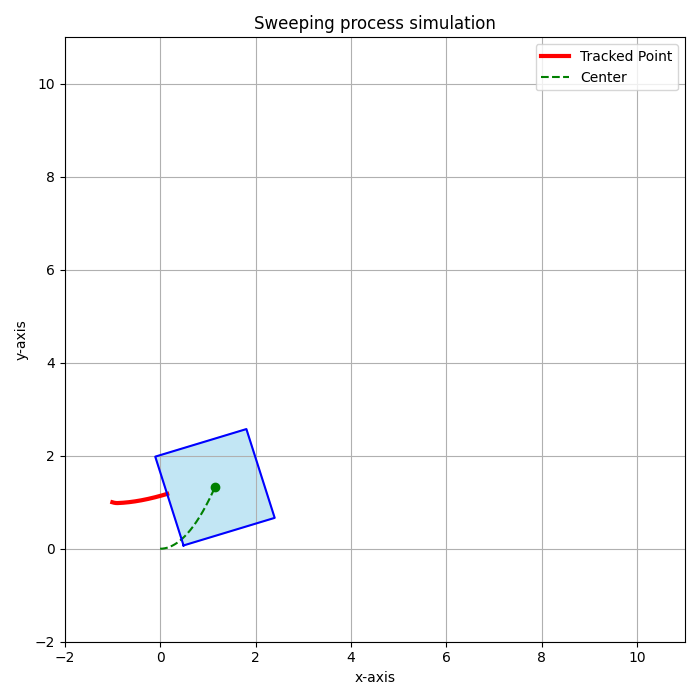 Sweeping process simulation
Tracked Point
Center
10
8
6
4
2
0
−2
−2 0 2 4 6 8 10
y-axis
x-axis